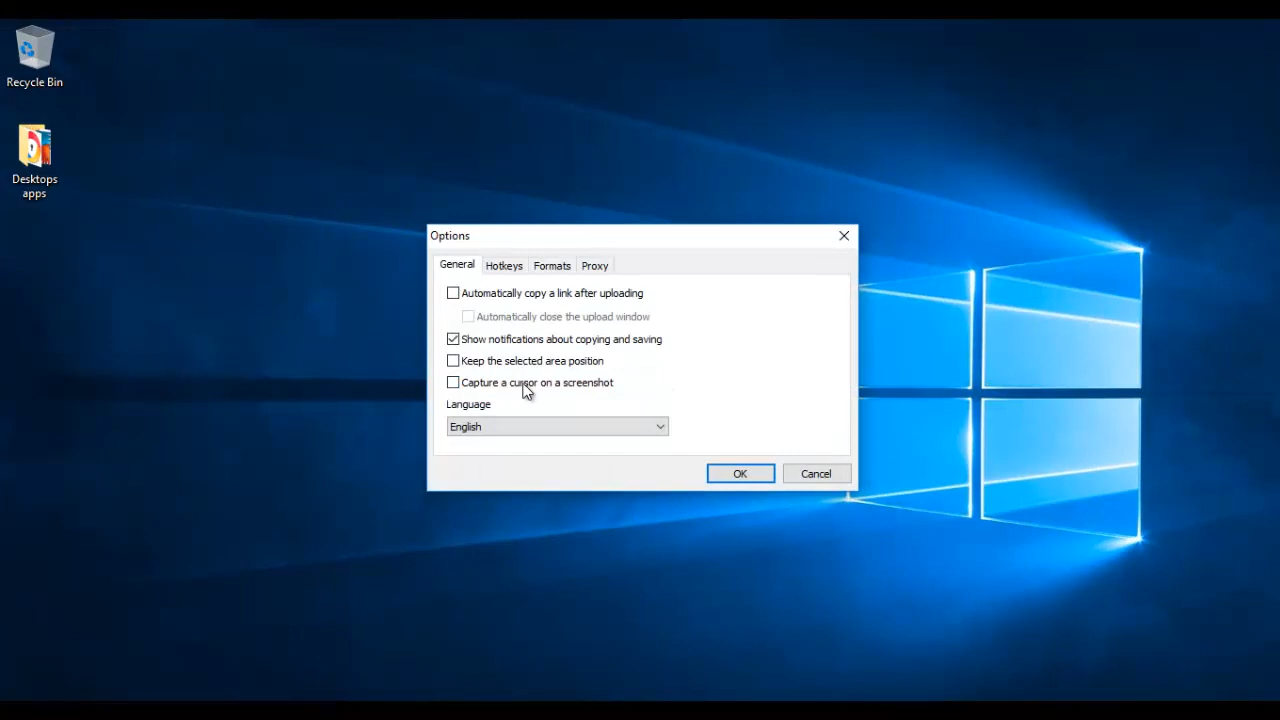 Recycle Bin
Desktops
apps
Options
General Hotkeys Formats Proxy
Automatically copy a link after uploading
Automatically close the upload window
Show notifications about copying and saving
Keep the selected area position
Capture a cursor on a screenshot
Language
English
OK Cancel